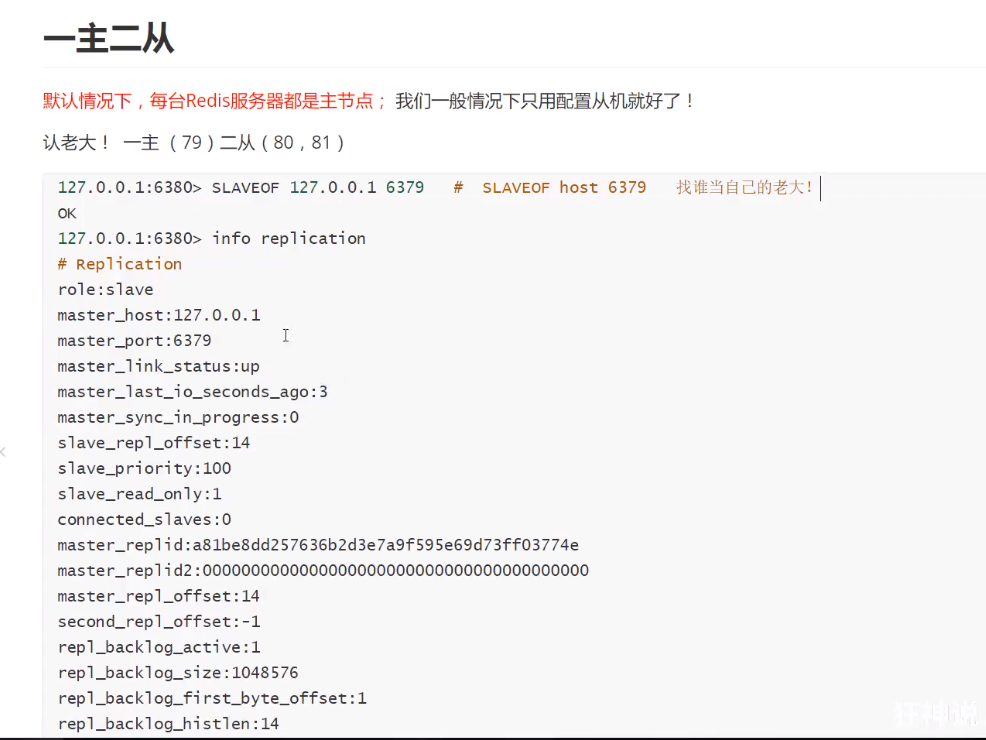 一主二从
默认情况下，每台Redis服务器都是主节点； 我们一般情况下只用配置从机就好了！
认老大！ 一主 （79）二从（80，81）
127.0.0.1:6380> SLAVEOF 127.0.0.1 6379 # SLAVEOF host 6379 找谁当自己的老大！
OK
127.0.0.1:6380> info replication
# Replication
role:slave
master_host:127.0.0.1
master_port:6379
master_link_status:up
master_last_io_seconds_ago:3
master_sync_in_progress:0
slave_repl_offset:14
slave_priority:100
slave_read_only:1
connected_slaves:0
master_replid:a81be8dd257636b2d3e7a9f595e69d73ff03774e
master_replid2:0000000000000000000000000000000000000000
master_repl_offset:14
second_repl_offset:-1
repl_backlog_active:1
repl_backlog_size:1048576
repl_backlog_first_byte_offset:1
repl_backlog_histlen:14
狂神说